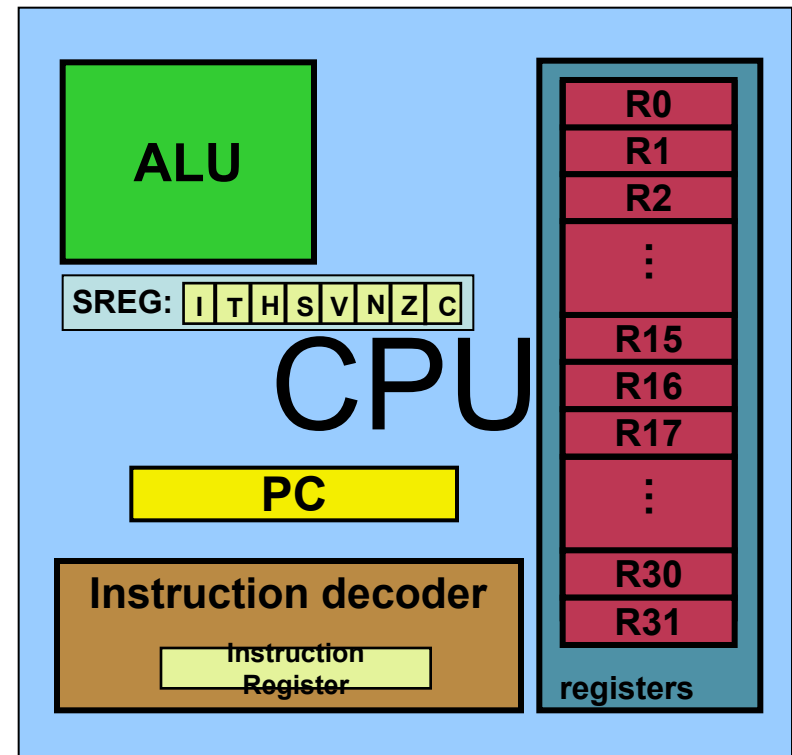 ALU
SREG: I T H S V N Z C
CPU
PC
Instruction decoder
Instruction
Register
R0
R1
R2
⋮
R15
R16
R17
⋮
R30
R31
registers